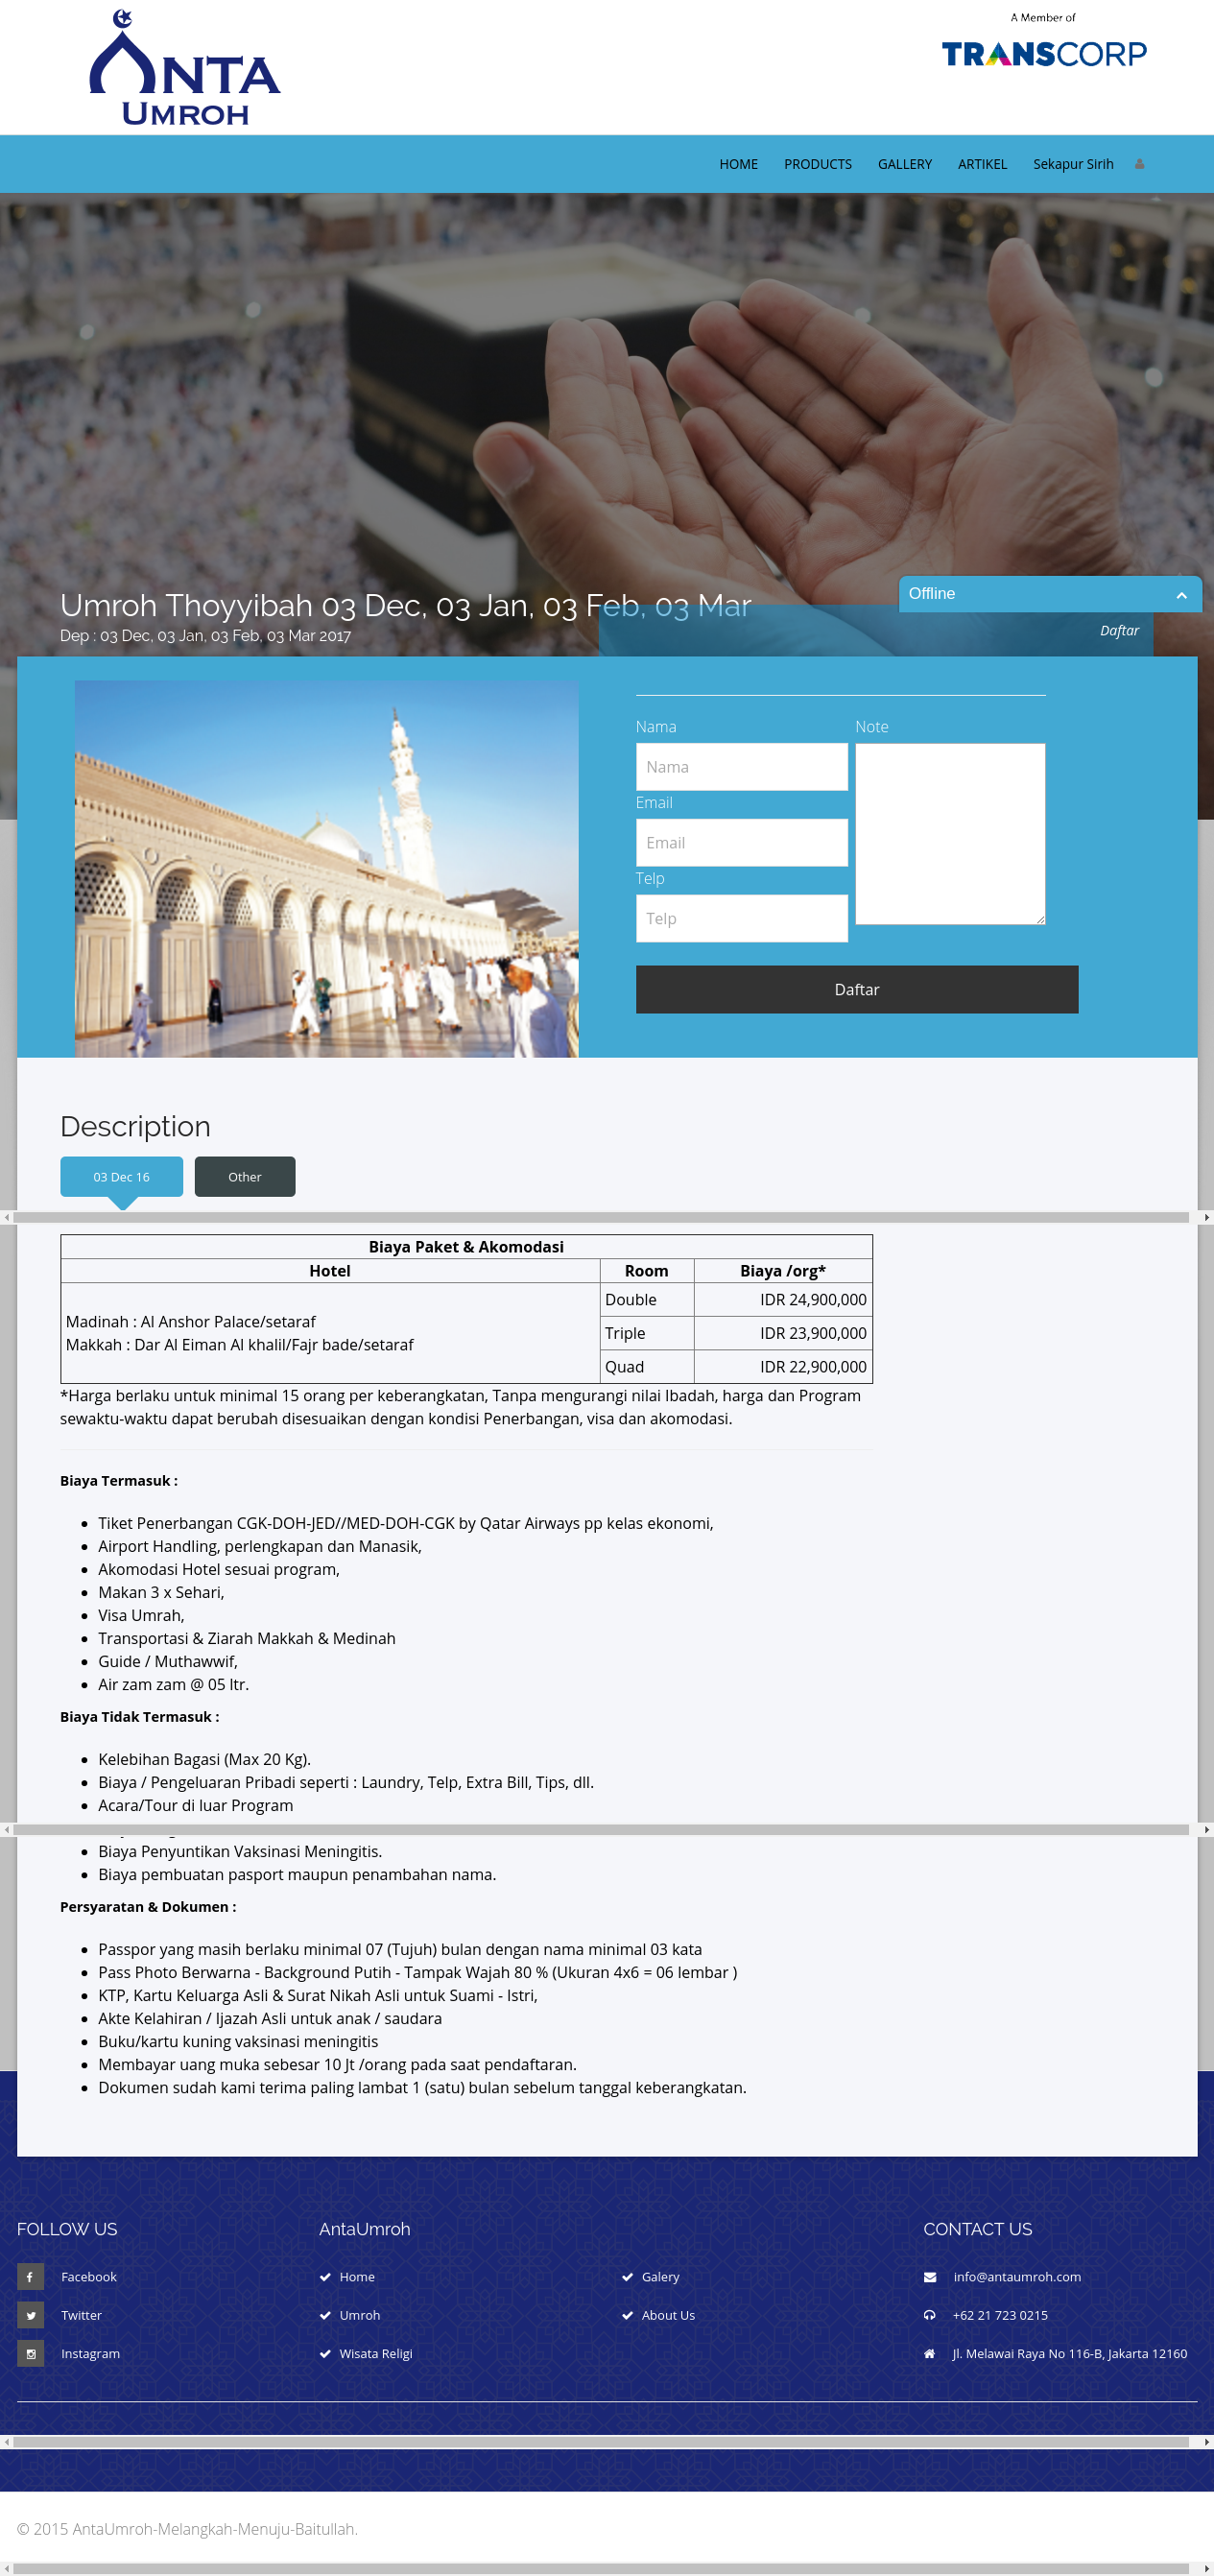 ANTA
UMROH
A Member of
TRANSCORP
HOME PRODUCTS GALLERY ARTIKEL Sekapur Sirih
Umroh Thoyyibah 03 Dec, 03 Jan, 03 Feb, 03 Mar
Dep : 03 Dec, 03 Jan, 03 Feb, 03 Mar 2017
Offline
Daftar
Nama
Note
Nama
Email
Email
Telp
Telp
Daftar
Description
03 Dec 16
Other
Biaya Paket & Akomodasi
Hotel Room Biaya /org*
Madinah : Al Anshor Palace/setaraf
Makkah : Dar Al Eiman Al khalil/Fajr bade/setaraf
Double IDR 24,900,000
Triple IDR 23,900,000
Quad IDR 22,900,000
*Harga berlaku untuk minimal 15 orang per keberangkatan, Tanpa mengurangi nilai Ibadah, harga dan Program
sewaktu-waktu dapat berubah disesuaikan dengan kondisi Penerbangan, visa dan akomodasi.
Biaya Termasuk :
Tiket Penerbangan CGK-DOH-JED//MED-DOH-CGK by Qatar Airways pp kelas ekonomi,
Airport Handling, perlengkapan dan Manasik,
Akomodasi Hotel sesuai program,
Makan 3 x Sehari,
Visa Umrah,
Transportasi & Ziarah Makkah & Medinah
Guide / Muthawwif,
Air zam zam @ 05 ltr.
Biaya Tidak Termasuk :
Kelebihan Bagasi (Max 20 Kg).
Biaya / Pengeluaran Pribadi seperti : Laundry, Telp, Extra Bill, Tips, dll.
Acara/Tour di luar Program
Biaya Penyuntikan Vaksinasi Meningitis.
Biaya pembuatan pasport maupun penambahan nama.
Persyaratan & Dokumen :
Passpor yang masih berlaku minimal 07 (Tujuh) bulan dengan nama minimal 03 kata
Pass Photo Berwarna - Background Putih - Tampak Wajah 80 % (Ukuran 4x6 = 06 lembar )
KTP, Kartu Keluarga Asli & Surat Nikah Asli untuk Suami - Istri,
Akte Kelahiran / Ijazah Asli untuk anak / saudara
Buku/kartu kuning vaksinasi meningitis
Membayar uang muka sebesar 10 Jt /orang pada saat pendaftaran.
Dokumen sudah kami terima paling lambat 1 (satu) bulan sebelum tanggal keberangkatan.
FOLLOW US
Facebook
Twitter
Instagram
AntaUmroh
Home
Umroh
Wisata Religi
Galery
About Us
CONTACT US
info@antaumroh.com
+62 21 723 0215
Jl. Melawai Raya No 116-B, Jakarta 12160
© 2015 AntaUmroh-Melangkah-Menuju-Baitullah.